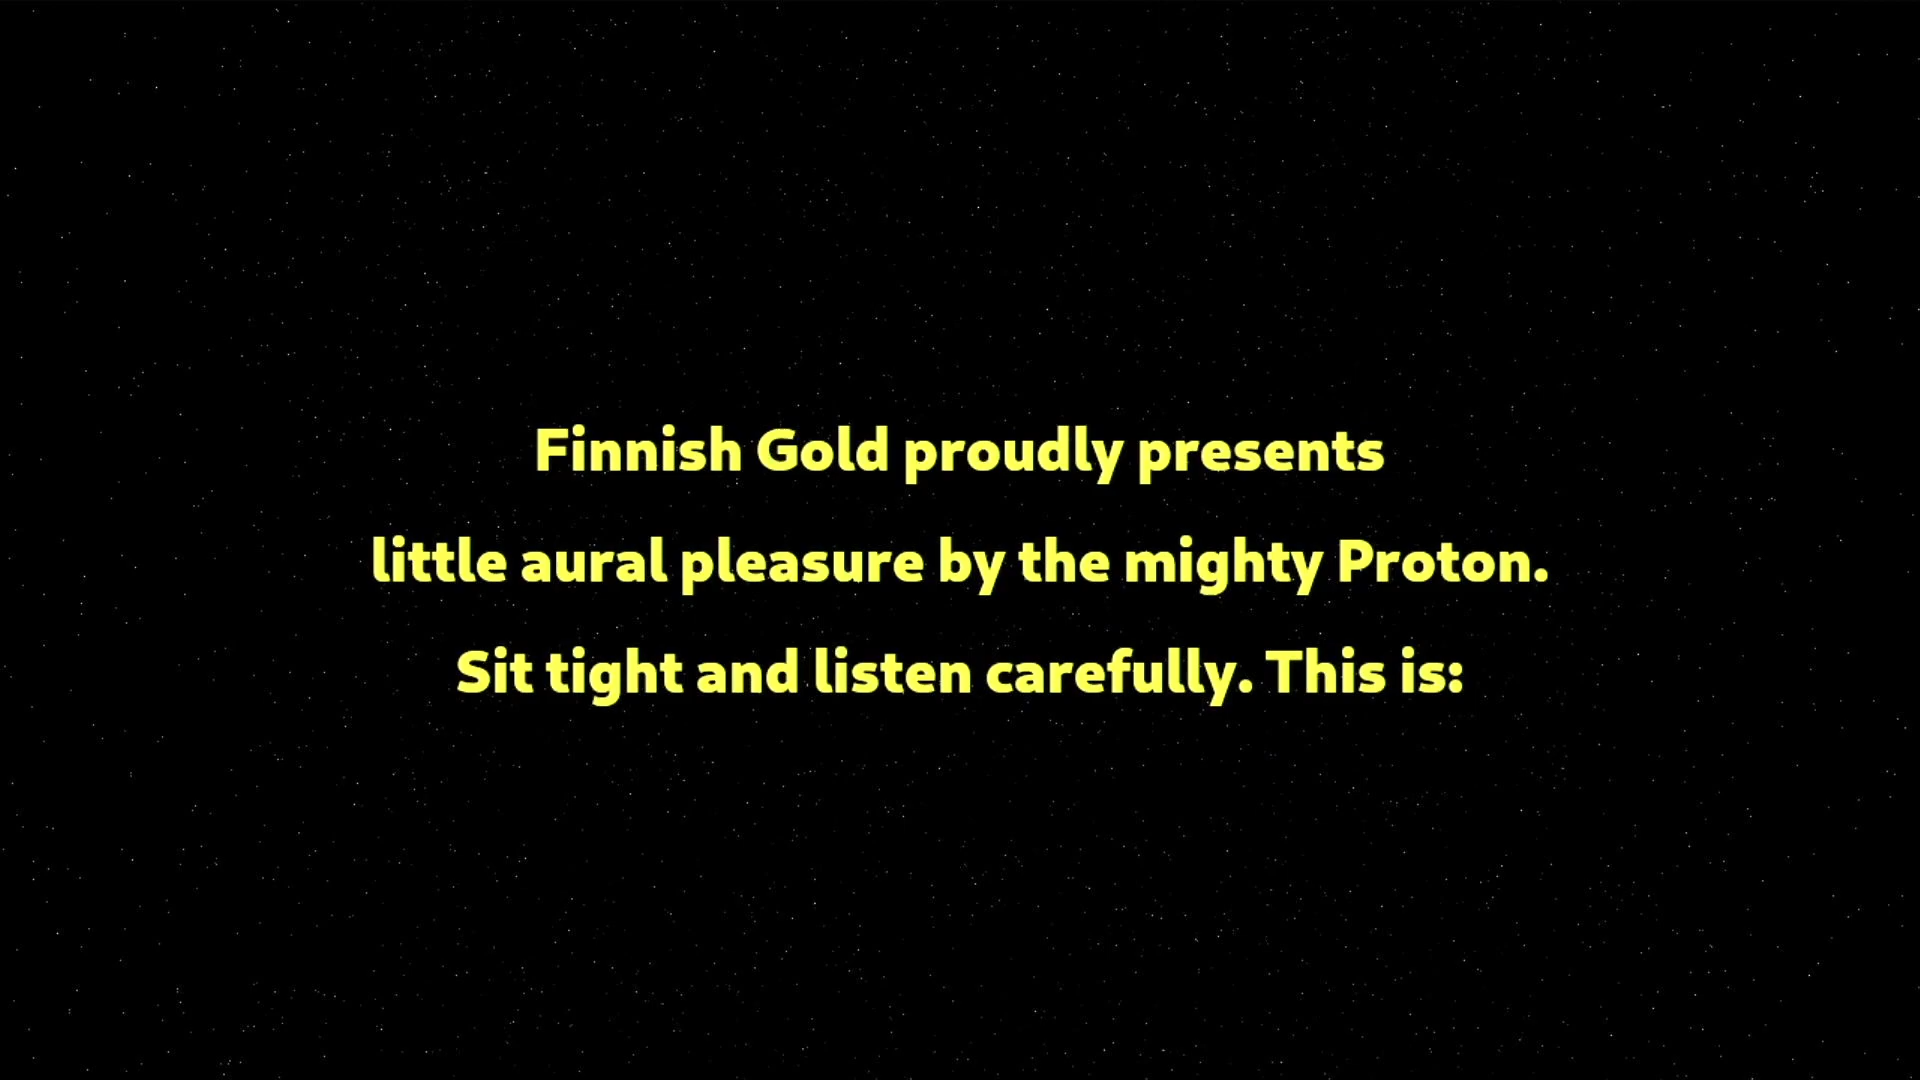 Finnish Gold proudly presents
little aural pleasure by the mighty Proton.
Sit tight and listen carefully. This is: